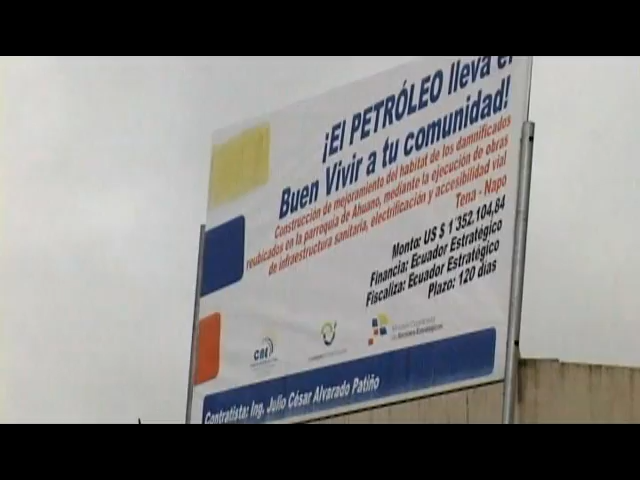 ¡El PETRÓLEO lleva el
Buen Vivir a tu comunidad!
Construcción de mejoramiento del habitat de los damnificados
reubicados en la parroquia de Ahuano, mediante la ejecución de obras
de infraestructura sanitaria, electrificación y accesibilidad vial
Tena - Napo
Monto: US $ 1 352.104,84
Financia: Ecuador Estratégico
Fiscaliza: Ecuador Estratégico
Plazo: 120 días
Contratista: Ing. Julio César Alvarado Patiño